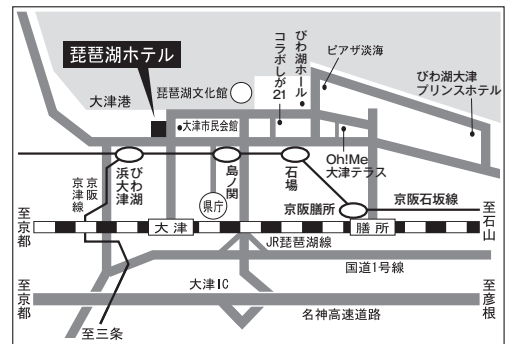 琵琶湖ホテル
大津港
琵琶湖文化館
大津市民会館
コラボしが21
びわ湖ホール
ピアザ淡海
びわ湖大津
プリンスホテル
Oh!Me
大津テラス
びわ湖
浜大津
島ノ関
石場
京阪
京津線
県庁
京阪膳所
京阪石坂線
至京都
大津
膳所
至石山
JR琵琶湖線
国道1号線
大津IC
至京都
至彦根
名神高速道路
至三条